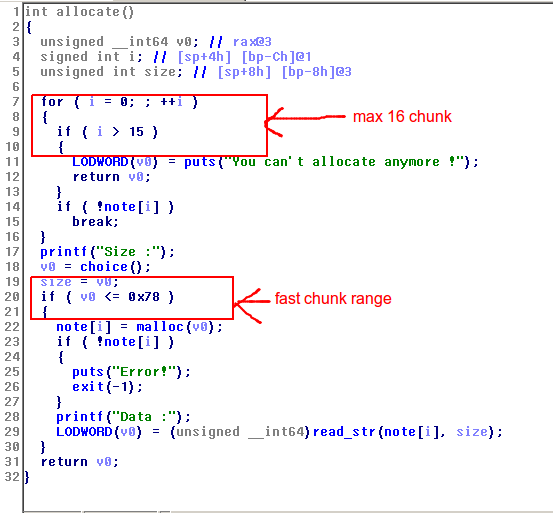 1 int allocate()
2 {
3 unsigned __int64 v0; // rax@3
4 signed int i; // [sp+4h] [bp-Ch]@1
5 unsigned int size; // [sp+8h] [bp-8h]@3
6
7 for ( i = 0; ; ++i )
8 {
9 if ( i > 15 )
max 16 chunk
10 {
11 LODWORD(v0) = puts("You can't allocate anymore !");
12 return v0;
13 }
14 if ( !note[i] )
15 break;
16 }
17 printf("Size :");
18 v0 = choice();
19 size = v0;
20 if ( v0 <= 0x78 )
fast chunk range
21 {
22 note[i] = malloc(v0);
23 if ( !note[i] )
24 {
25 puts("Error!");
26 exit(-1);
27 }
28 printf("Data :");
29 LODWORD(v0) = (unsigned __int64)read_str(note[i], size);
30 }
31 return v0;
32 }